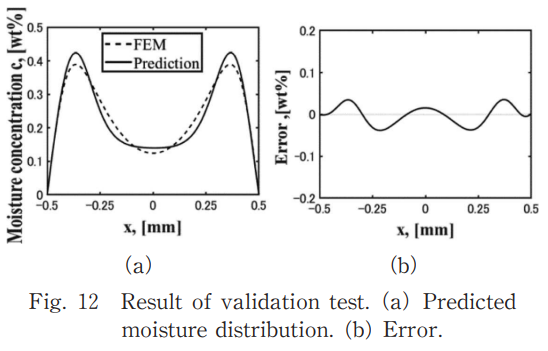 0.5
0.4
0.3
0.2
0.1
0
Moisture concentration c, [wt%]
FEM
Prediction
−0.5 −0.25 0 0.25 0.5
x, [mm]
(a)
0.2
0.1
0
-0.1
-0.2
Error ,[wt%]
-0.5 -0.25 0 0.25 0.5
x, [mm]
(b)
Fig. 12 Result of validation test. (a) Predicted
moisture distribution. (b) Error.